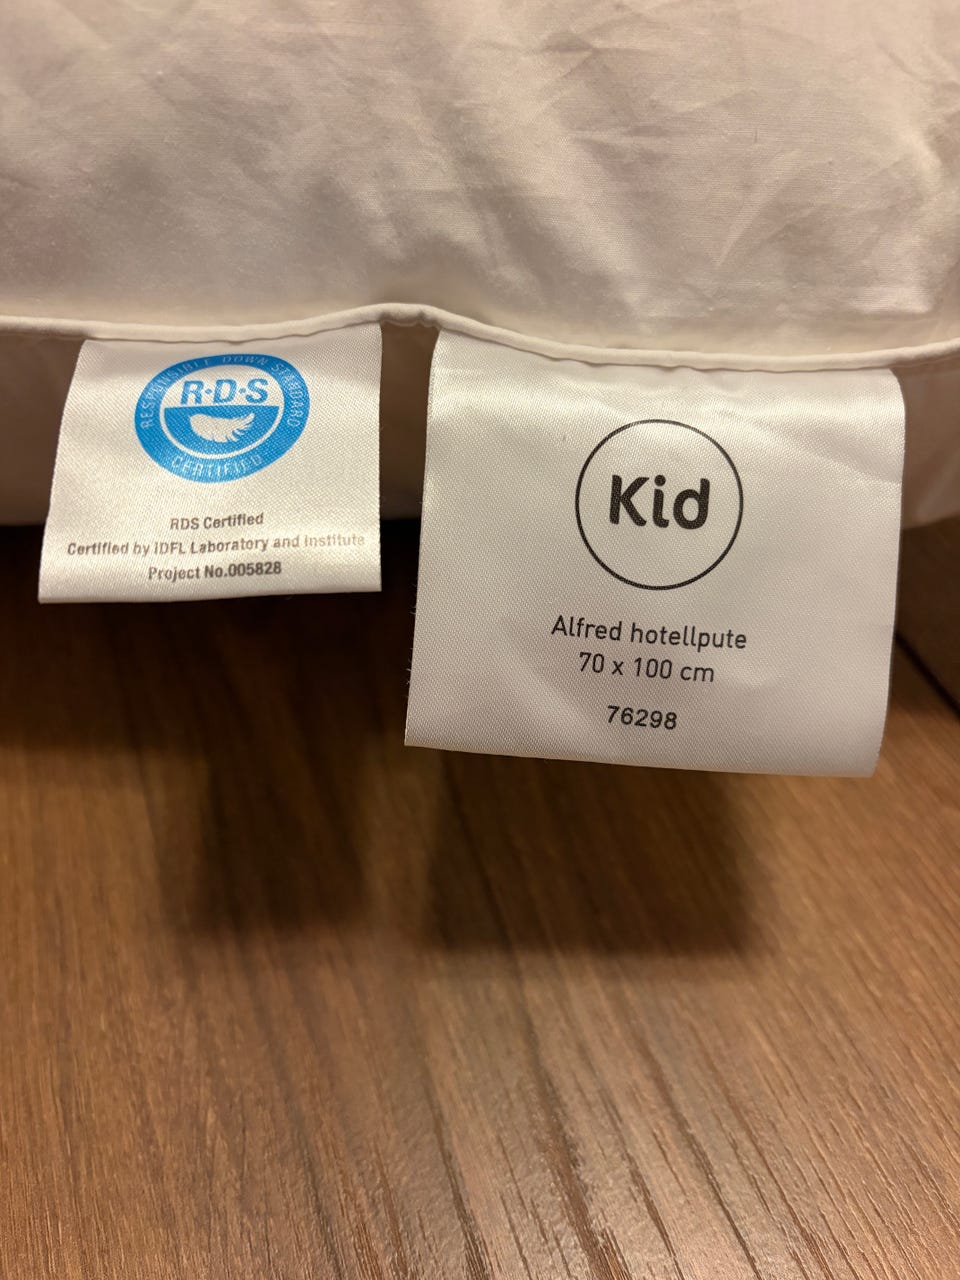 RESPONSIBLE DOWN STANDARD
R·D·S
CERTIFIED
RDS Certified
Certified by IDFL Laboratory and Institute
Project No.005828
Kid
Alfred hotellpute
70 x 100 cm
76298